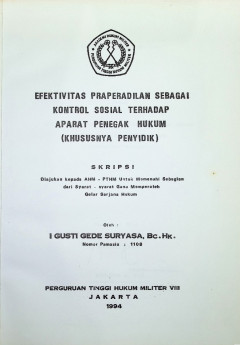 EFEKTIVITAS PRAPERADILAN SEBAGAI
KONTROL SOSIAL TERHADAP
APARAT PENEGAK HUKUM
(KHUSUSNYA PENYIDIK)
SKRIPSI
Diajukan kepada AHM - PTHM Untuk Memenuhi Sebagian
dari Syarat - syarat Guna Memperoleh
Gelar Sarjana Hukum
Oleh :
I GUSTI GEDE SURYASA, Bc.Hk.
Nomor Pemasis : 1108
PERGURUAN TINGGI HUKUM MILITER VIII
JAKARTA
1994